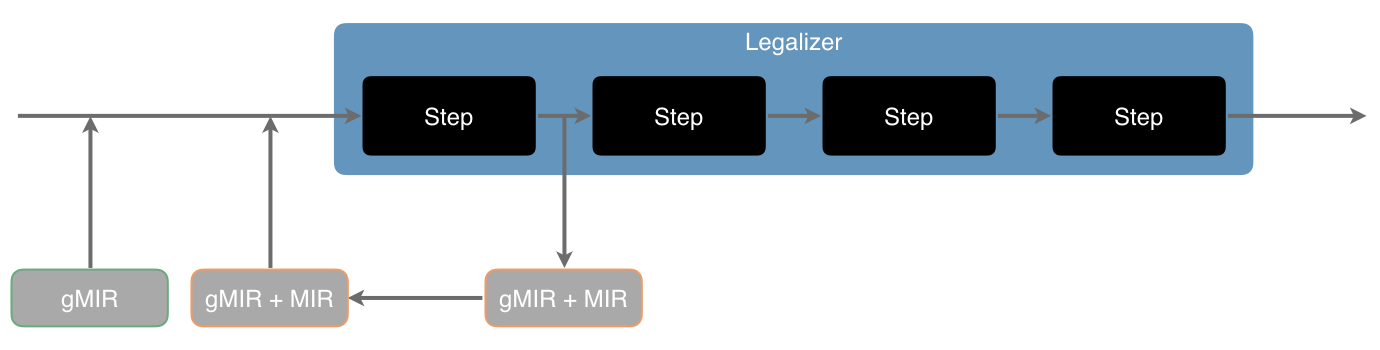 Legalizer
Step
Step
Step
Step
gMIR
gMIR + MIR
gMIR + MIR